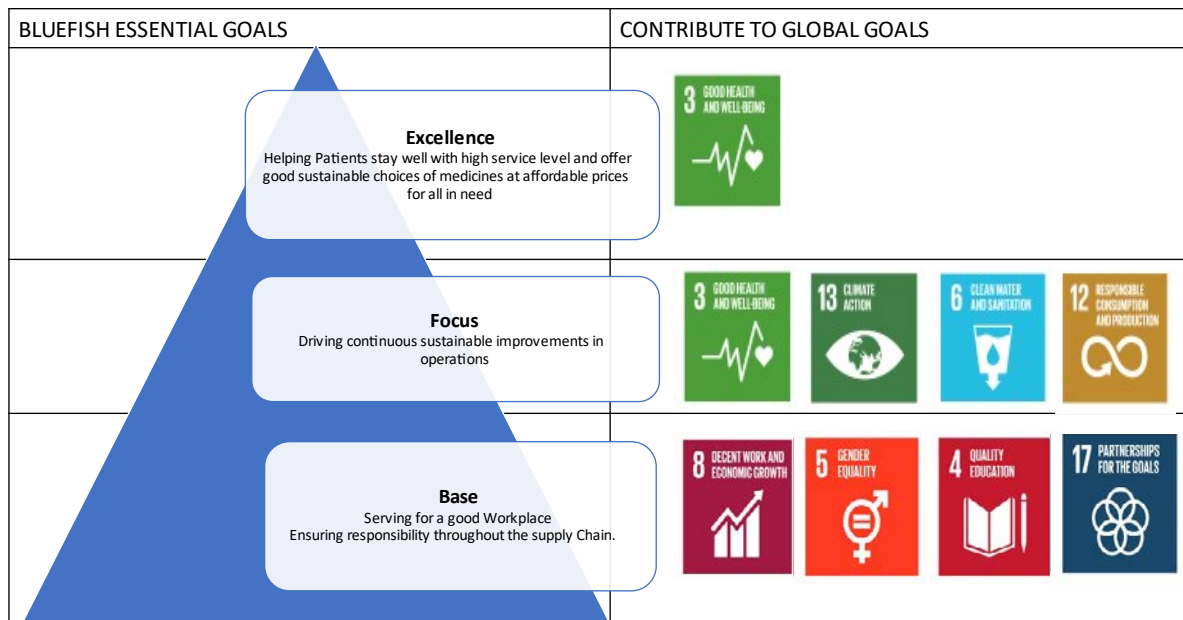 BLUEFISH ESSENTIAL GOALS
CONTRIBUTE TO GLOBAL GOALS
Excellence
Helping Patients stay well with high service level and offer
good sustainable choices of medicines at affordable prices
for all in need
3 GOOD HEALTH
AND WELL-BEING
Focus
Driving continuous sustainable improvements in
operations
3 GOOD HEALTH
AND WELL-BEING
13 CLIMATE
ACTION
6 CLEAN WATER
AND SANITATION
12 RESPONSIBLE
CONSUMPTION
AND PRODUCTION
Base
Serving for a good Workplace
Ensuring responsibility throughout the supply Chain.
8 DECENT WORK AND
ECONOMIC GROWTH
5 GENDER
EQUALITY
4 QUALITY
EDUCATION
17 PARTNERSHIPS
FOR THE GOALS